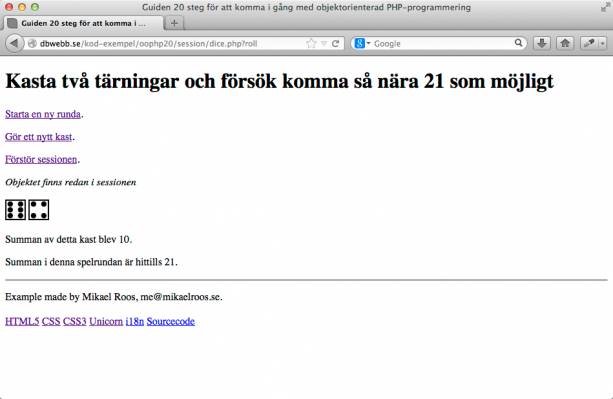 Guiden 20 steg för att komma i gång med objektorienterad PHP-programmering
Guiden 20 steg för att komma i ...
dbwebb.se/kod-exempel/oophp20/session/dice.php?roll
Google
Kasta två tärningar och försök komma så nära 21 som möjligt
Starta en ny runda.
Gör ett nytt kast.
Förstör sessionen.
Objektet finns redan i sessionen
Summan av detta kast blev 10.
Summan i denna spelrundan är hittills 21.
Example made by Mikael Roos, me@mikaelroos.se.
HTML5 CSS CSS3 Unicorn i18n Sourcecode